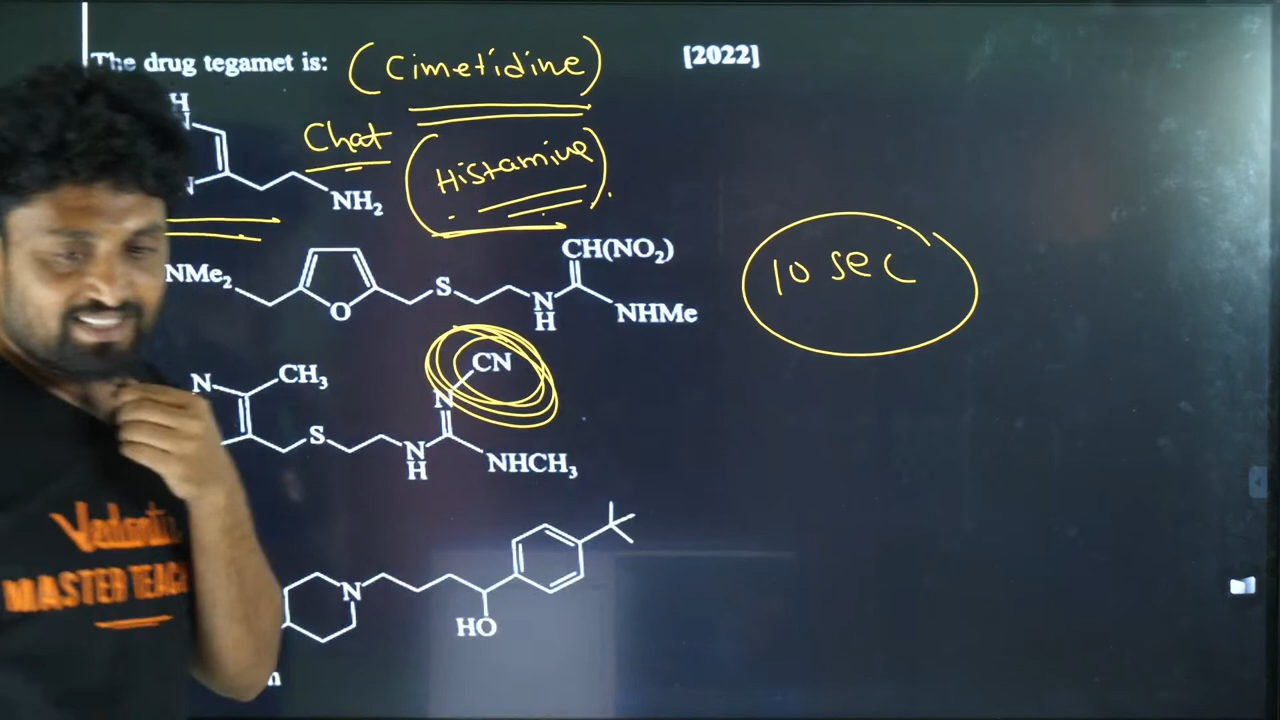 The drug tegamet is: (Cimetidine) [2022]
H
N
Chat (Histamine)
NH₂
CH(NO₂)
NMe₂
S
O
N
H
NHMe
10 sec
CN
N
CH₃
N
S
N
H
NHCH₃
N
HO
Vedantu
MASTER TEACH
n